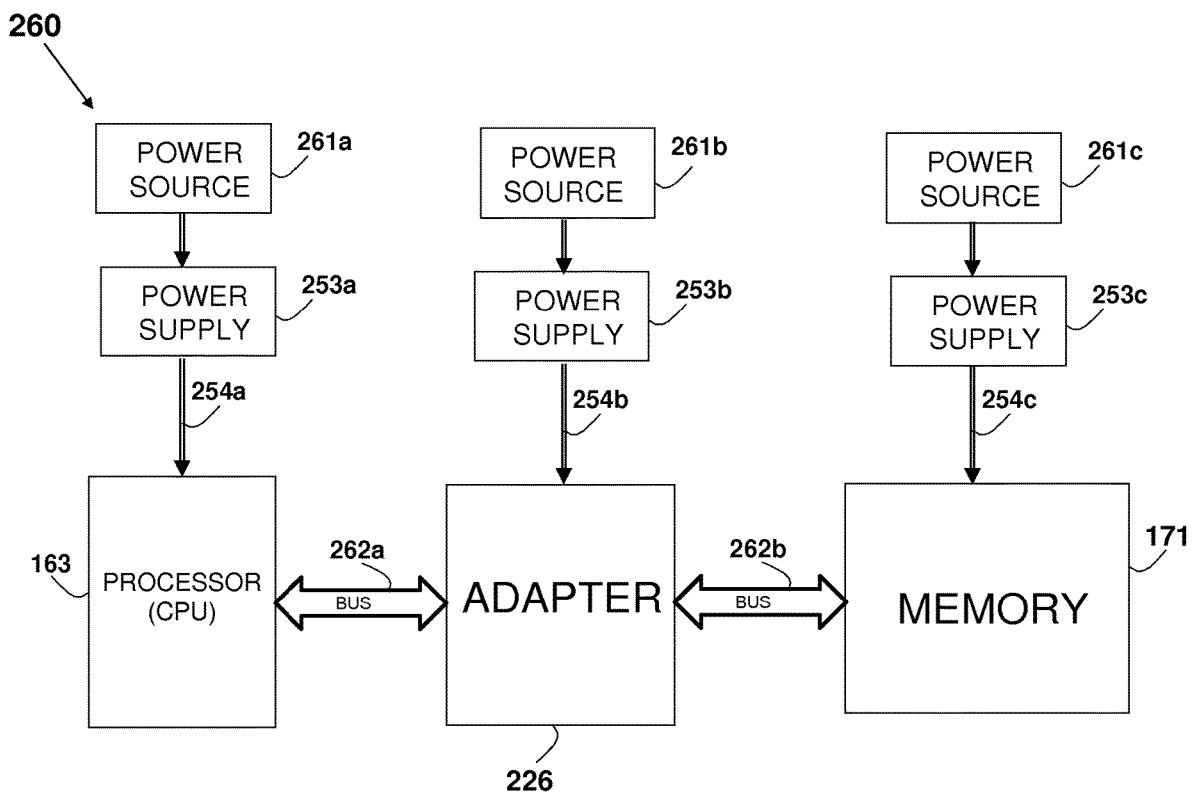 260
POWER
SOURCE
261a
POWER
SOURCE
261b
POWER
SOURCE
261c
POWER
SUPPLY
253a
POWER
SUPPLY
253b
POWER
SUPPLY
253c
254a
254b
254c
163
PROCESSOR
(CPU)
262a
BUS
ADAPTER
226
262b
BUS
MEMORY
171